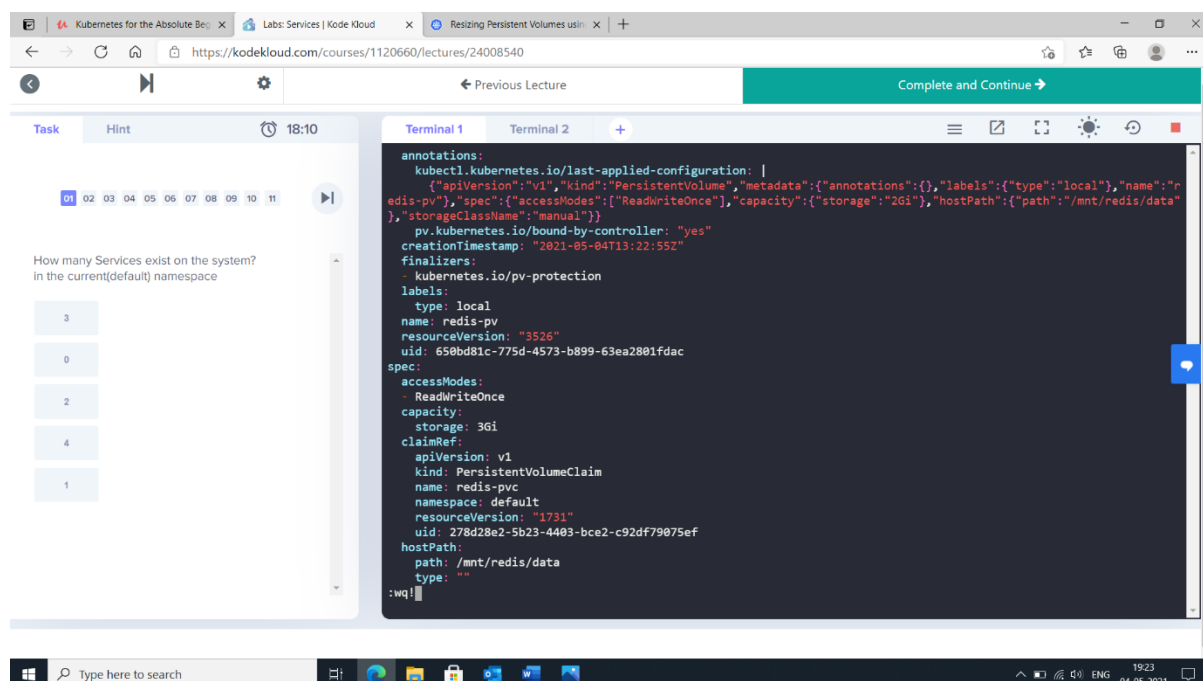 Kubernetes for the Absolute Beg
Labs: Services | Kode Kloud
Resizing Persistent Volumes usin
https://kodekloud.com/courses/1120660/lectures/24008540
← Previous Lecture
Complete and Continue →
Task Hint 18:10
Terminal 1 Terminal 2 +
01 02 03 04 05 06 07 08 09 10 11
How many Services exist on the system?
in the current(default) namespace
3
0
2
4
1
annotations:
kubectl.kubernetes.io/last-applied-configuration: |
{"apiVersion":"v1","kind":"PersistentVolume","metadata":{"annotations":{},"labels":{"type":"local"},"name":"r
edis-pv"},"spec":{"accessModes":["ReadWriteOnce"],"capacity":{"storage":"2Gi"},"hostPath":{"path":"/mnt/redis/data"
},"storageClassName":"manual"}}
pv.kubernetes.io/bound-by-controller: "yes"
creationTimestamp: "2021-05-04T13:22:55Z"
finalizers:
- kubernetes.io/pv-protection
labels:
type: local
name: redis-pv
resourceVersion: "3526"
uid: 650bd81c-775d-4573-b899-63ea2801fdac
spec:
accessModes:
- ReadWriteOnce
capacity:
storage: 3Gi
claimRef:
apiVersion: v1
kind: PersistentVolumeClaim
name: redis-pvc
namespace: default
resourceVersion: "1731"
uid: 278d28e2-5b23-4403-bce2-c92df79075ef
hostPath:
path: /mnt/redis/data
type: ""
:wq!
Type here to search
ENG
19:23
04-05-2021